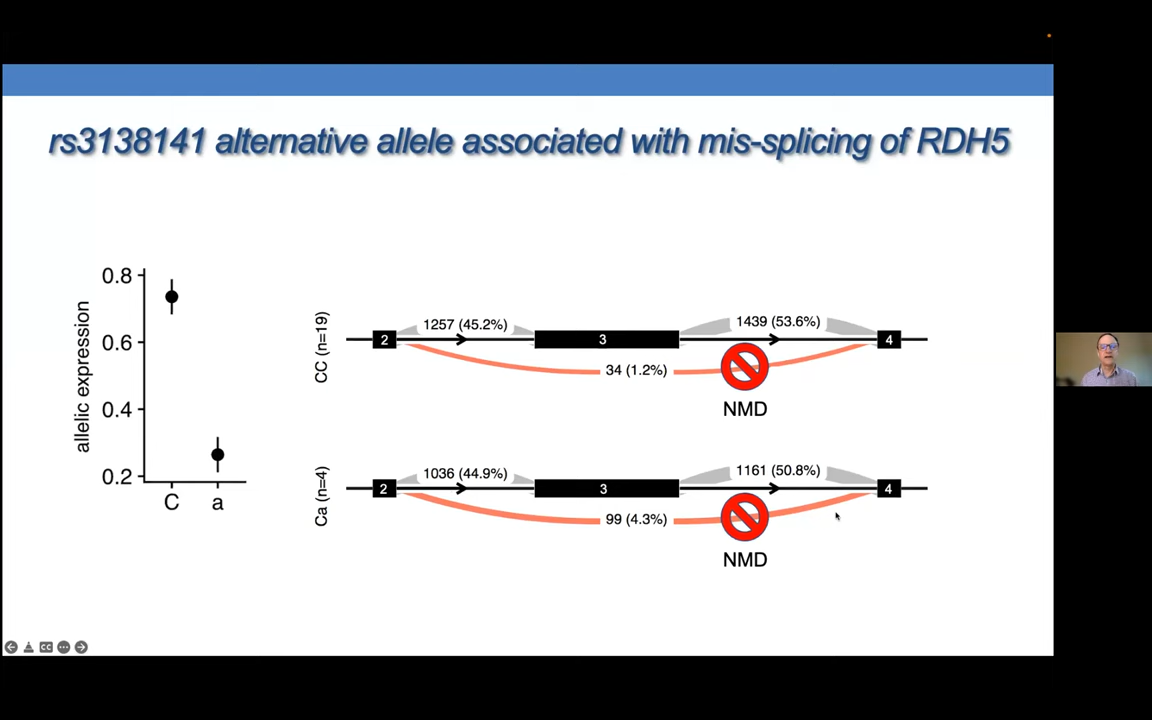 rs3138141 alternative allele associated with mis-splicing of RDH5
allelic expression
0.8
0.6
0.4
0.2
C
a
CC (n=19)
2
1257 (45.2%)
3
1439 (53.6%)
4
34 (1.2%)
NMD
Ca (n=4)
2
1036 (44.9%)
3
1161 (50.8%)
4
99 (4.3%)
NMD
CC